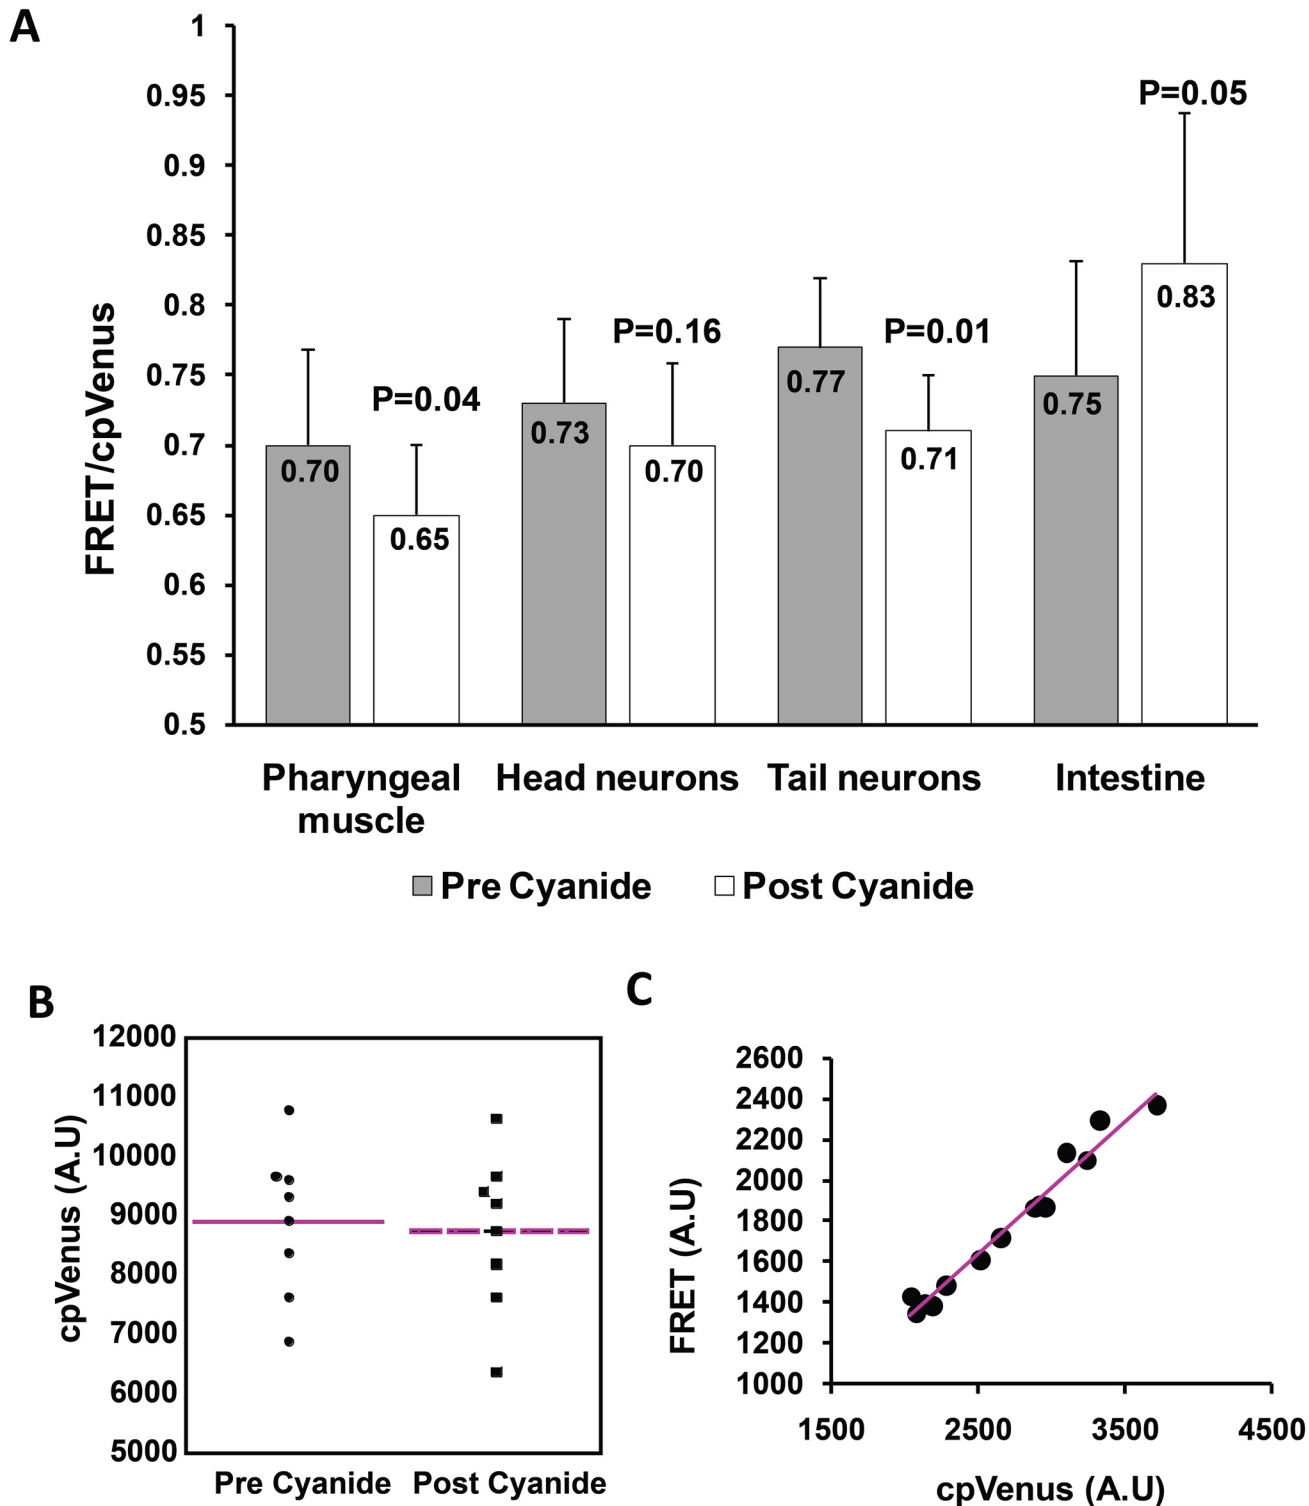 A
1
0.95
0.9
0.85
0.8
0.75
0.7
0.65
0.6
0.55
0.5
FRET/cpVenus
P=0.04
P=0.16
P=0.01
P=0.05
0.70
0.65
0.73
0.70
0.77
0.71
0.75
0.83
Pharyngeal
muscle
Head neurons
Tail neurons
Intestine
Pre Cyanide
Post Cyanide
B
12000
11000
10000
9000
8000
7000
6000
5000
cpVenus (A.U)
Pre Cyanide
Post Cyanide
C
2600
2400
2200
2000
1800
1600
1400
1200
1000
FRET (A.U)
1500
2500
3500
4500
cpVenus (A.U)